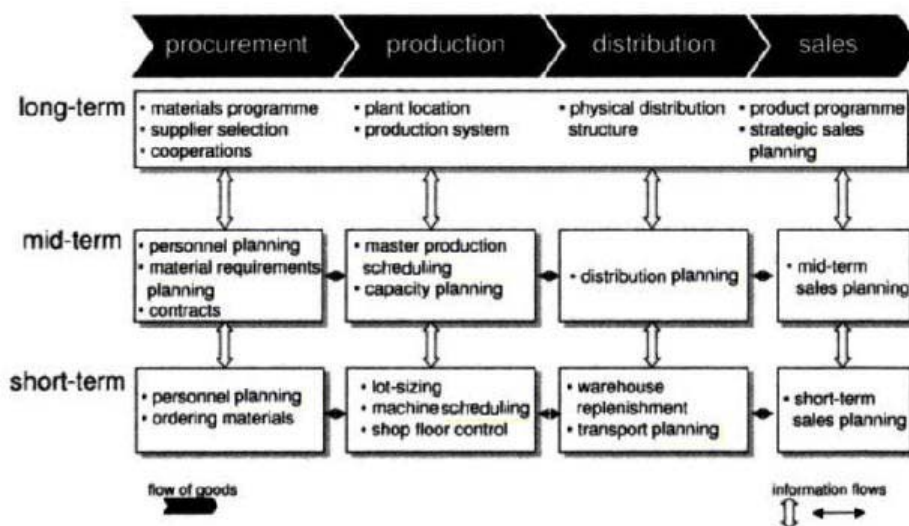 procurement production distribution sales
long-term
• materials programme
• supplier selection
• cooperations
• plant location
• production system
• physical distribution
structure
• product programme
• strategic sales
planning
mid-term
• personnel planning
• material requirements
planning
• contracts
• master production
scheduling
• capacity planning
• distribution planning
• mid-term
sales planning
short-term
• personnel planning
• ordering materials
• lot-sizing
• machine scheduling
• shop floor control
• warehouse
replenishment
• transport planning
• short-term
sales planning
flow of goods
information flows